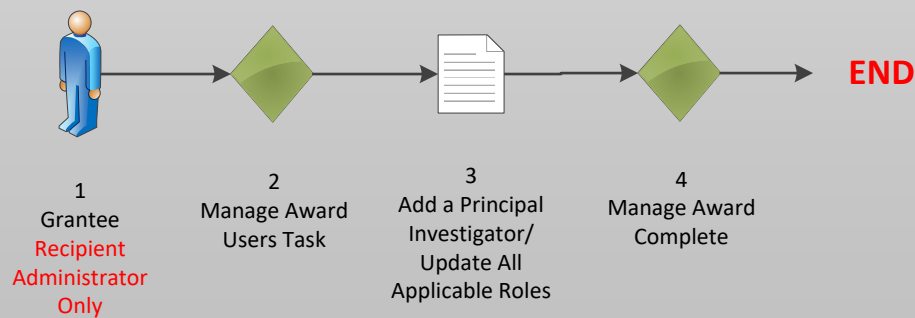 END
1
Grantee
Recipient
Administrator
Only
2
Manage Award
Users Task
3
Add a Principal
Investigator/
Update All
Applicable Roles
4
Manage Award
Complete